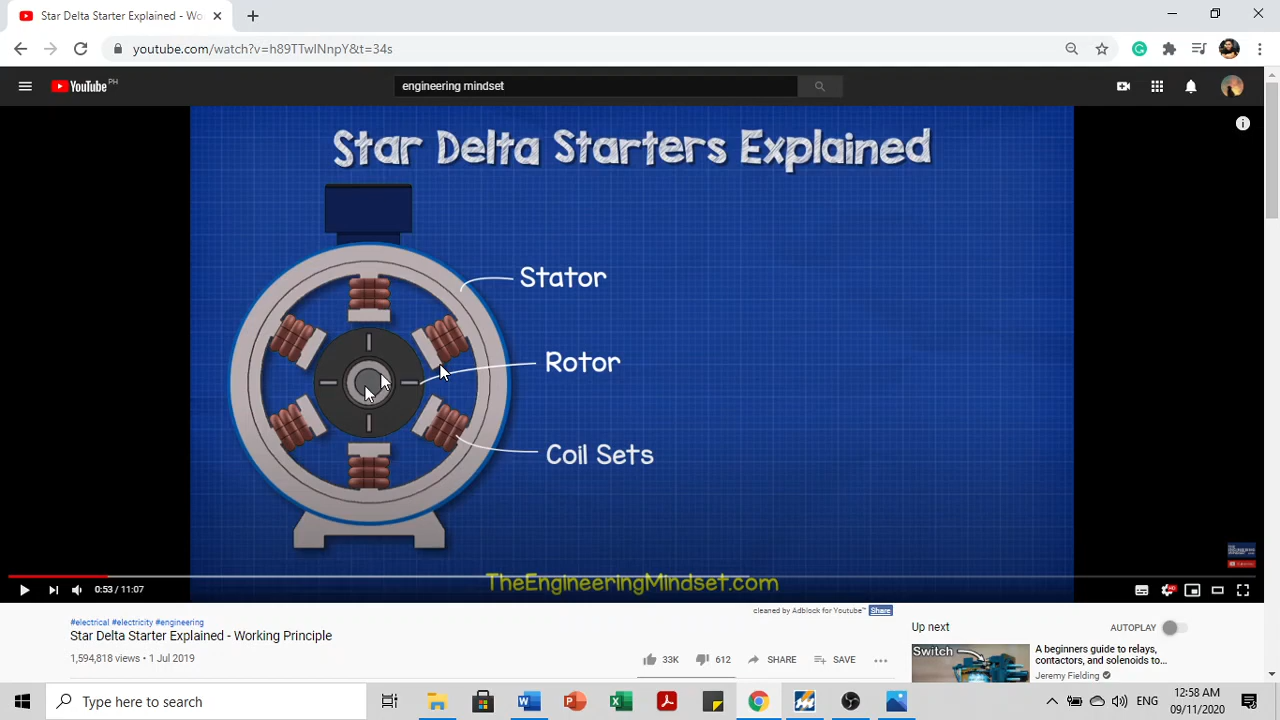 Star Delta Starter Explained - Wo
youtube.com/watch?v=h89TTwINnpY&t=34s
YouTube PH
engineering mindset
Star Delta Starters Explained
Stator
Rotor
Coil Sets
TheEngineeringMindset.com
0:53 / 11:07
HD
cleaned by Adblock for Youtube™ Share
#electrical #electricity #engineering
Star Delta Starter Explained - Working Principle
1,594,818 views • 1 Jul 2019
33K 612 SHARE SAVE
Up next
AUTOPLAY
Switch
A beginners guide to relays,
contactors, and solenoids to...
Jeremy Fielding
Type here to search
ENG
12:58 AM
09/11/2020